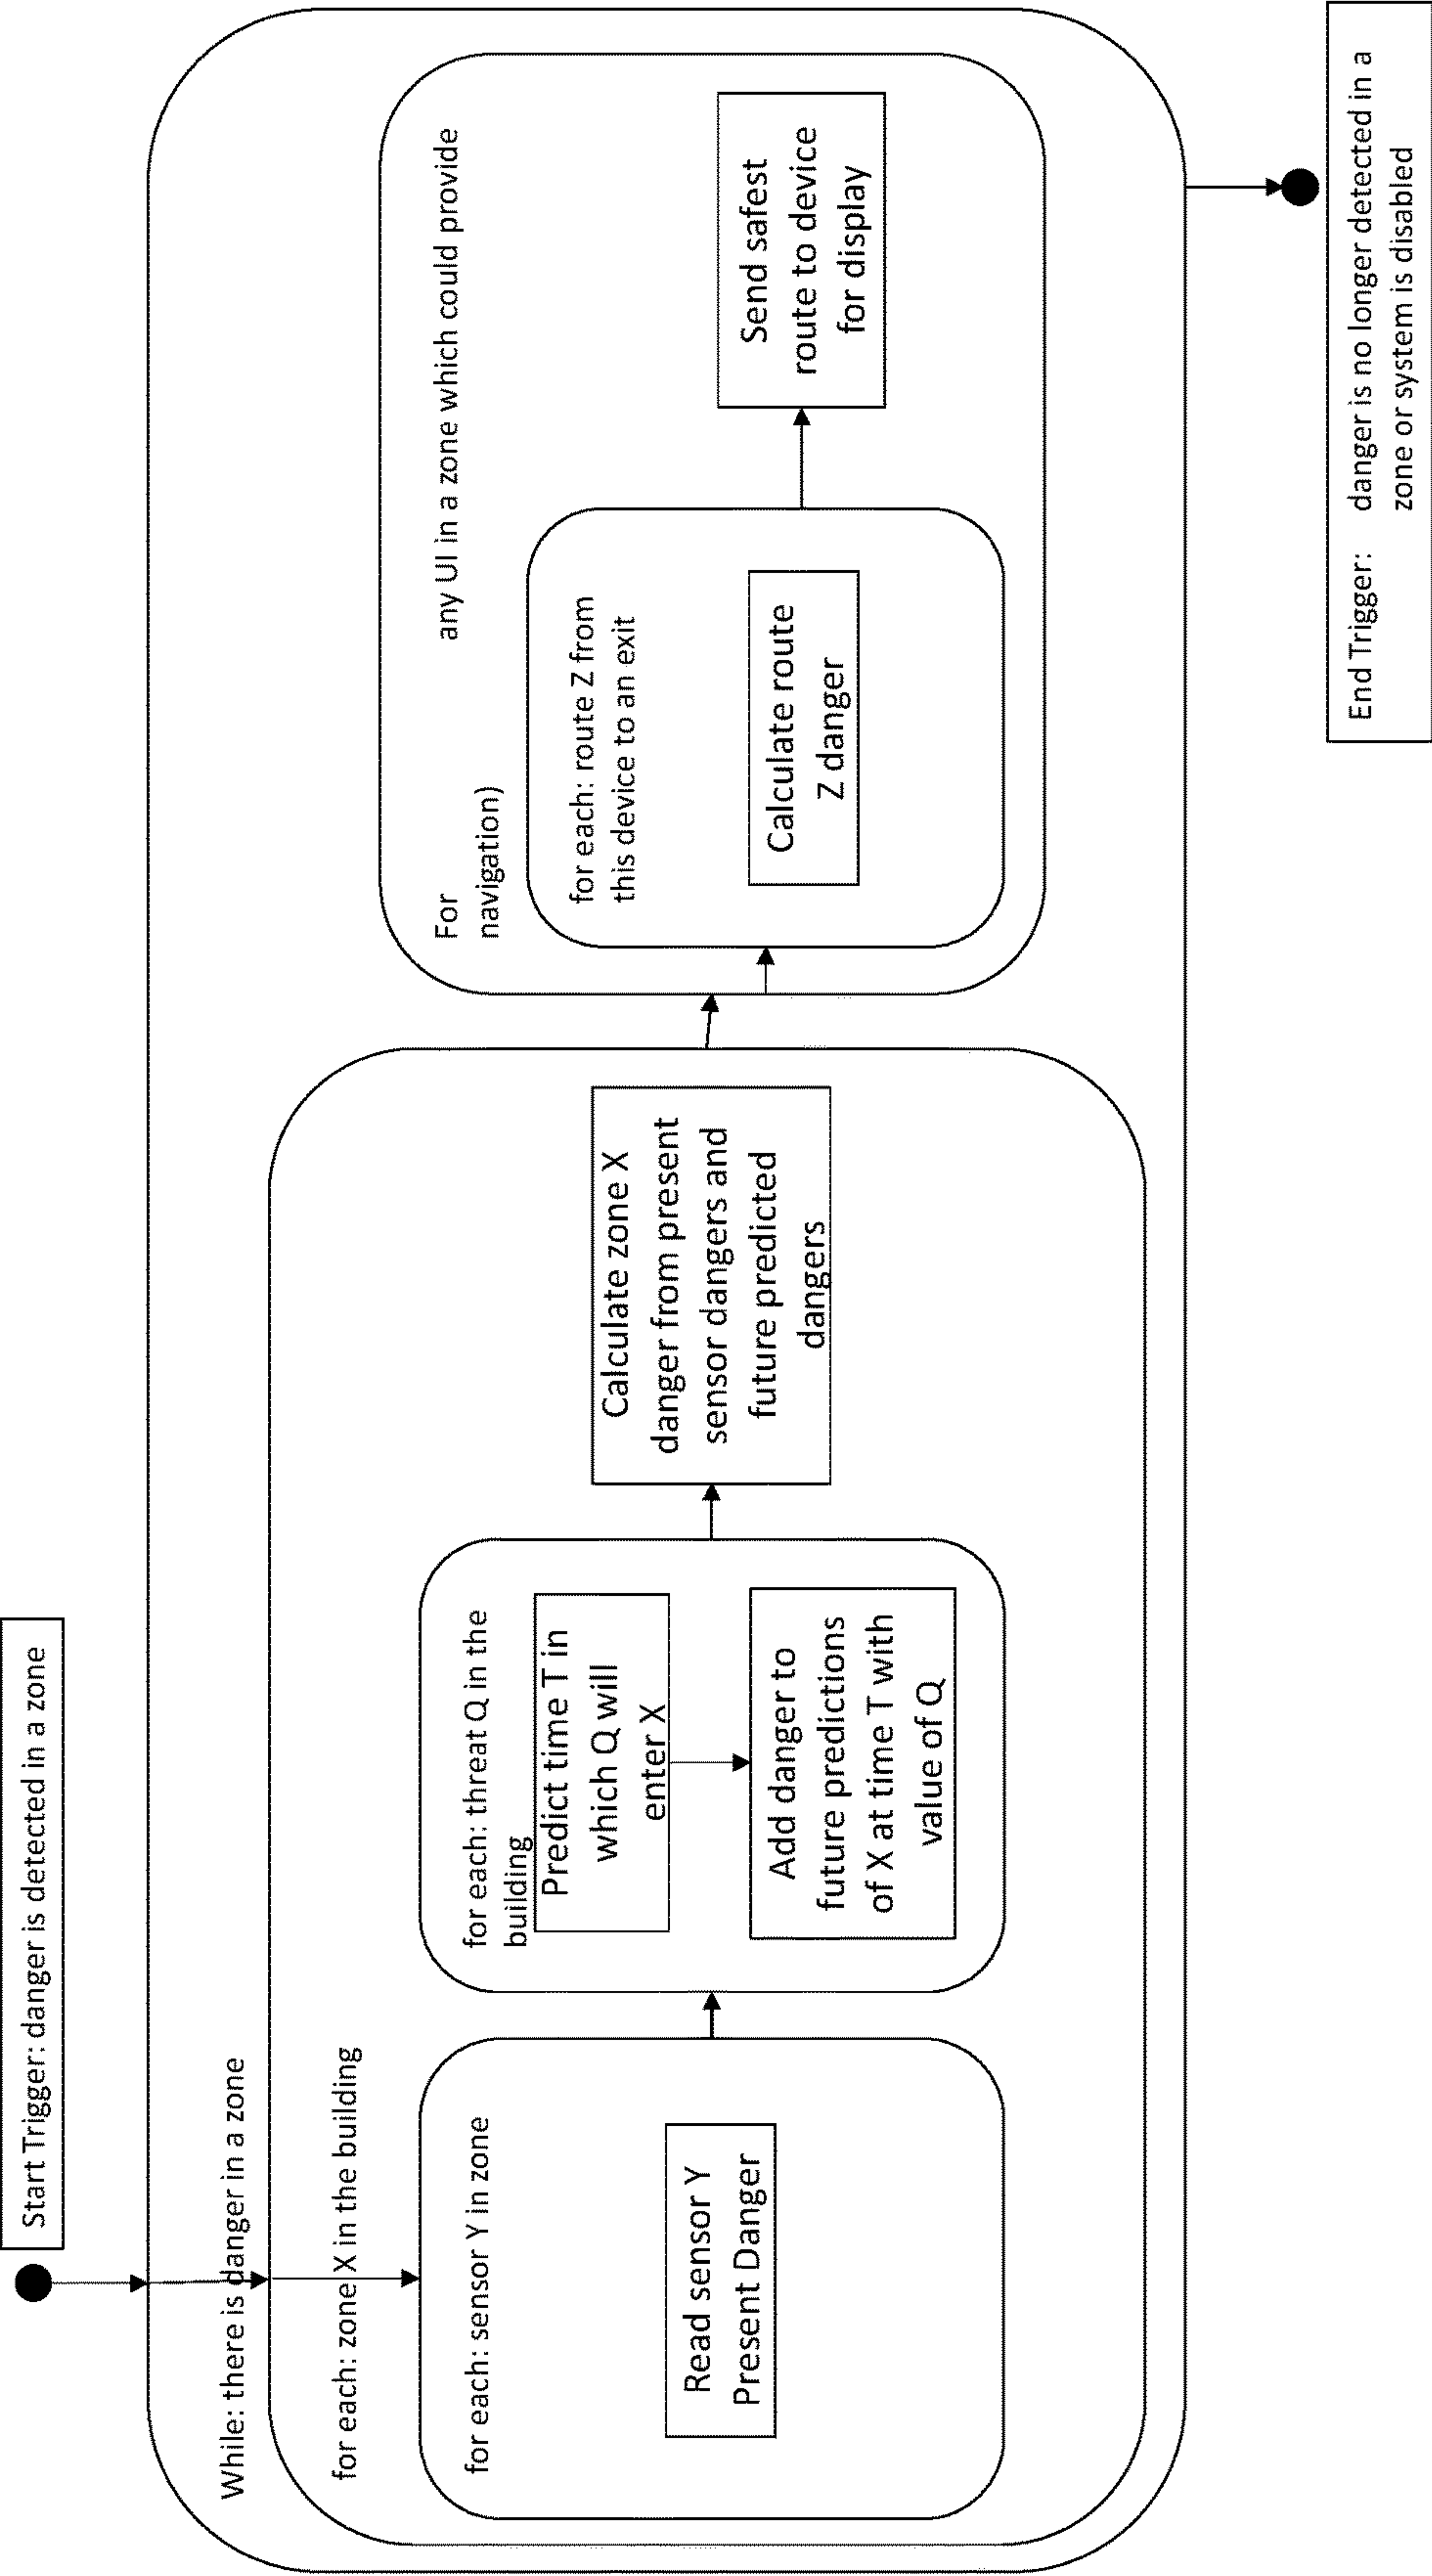 Start Trigger: danger is detected in a zone
While: there is danger in a zone
for each: zone X in the building
for each: sensor Y in zone
Read sensor Y
Present Danger
for each: threat Q in the
building
Predict time T in
which Q will
enter X
Add danger to
future predictions
of X at time T with
value of Q
Calculate zone X
danger from present
sensor dangers and
future predicted
dangers
For any UI in a zone which could provide
navigation)
for each: route Z from
this device to an exit
Calculate route
Z danger
Send safest
route to device
for display
End Trigger: danger is no longer detected in a
zone or system is disabled